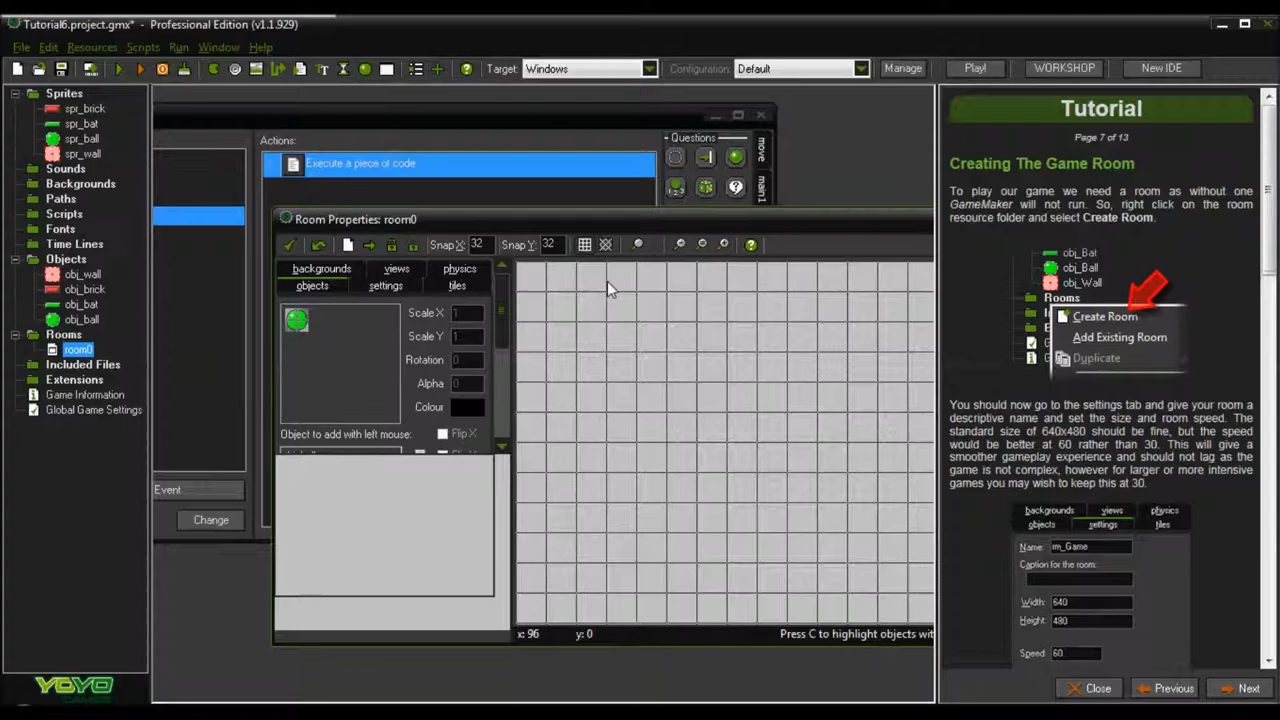 Tutorial6.project.gmx* - Professional Edition (v1.1.929)
File Edit Resources Scripts Run Window Help
Target: Windows Configuration: Default Manage Play! WORKSHOP New IDE
Sprites
spr_brick
spr_bat
spr_ball
spr_wall
Sounds
Backgrounds
Paths
Scripts
Fonts
Time Lines
Objects
obj_wall
obj_brick
obj_bat
obj_ball
Rooms
room0
Included Files
Extensions
Game Information
Global Game Settings
YOYO
GAMES
Actions:
Execute a piece of code
Questions
move
main1
Event
Change
Room Properties: room0
Snap X: 32 Snap Y: 32
backgrounds views physics
objects settings tiles
Scale X 1
Scale Y 1
Rotation 0
Alpha 0
Colour
Object to add with left mouse: Flip X
x: 96 y: 0 Press C to highlight objects wit
Tutorial
Page 7 of 13
Creating The Game Room
To play our game we need a room as without one
GameMaker will not run. So, right click on the room
resource folder and select Create Room.
obj_Bat
obj_Ball
obj_Wall
Rooms
Create Room
Add Existing Room
Duplicate
You should now go to the settings tab and give your room a
descriptive name and set the size and room speed. The
standard size of 640x480 should be fine, but the speed
would be better at 60 rather than 30. This will give a
smoother gameplay experience and should not lag as the
game is not complex, however for larger or more intensive
games you may wish to keep this at 30.
backgrounds views physics
objects settings tiles
Name: rm_Game
Caption for the room:
Width: 640
Height: 480
Speed: 60
Close Previous Next